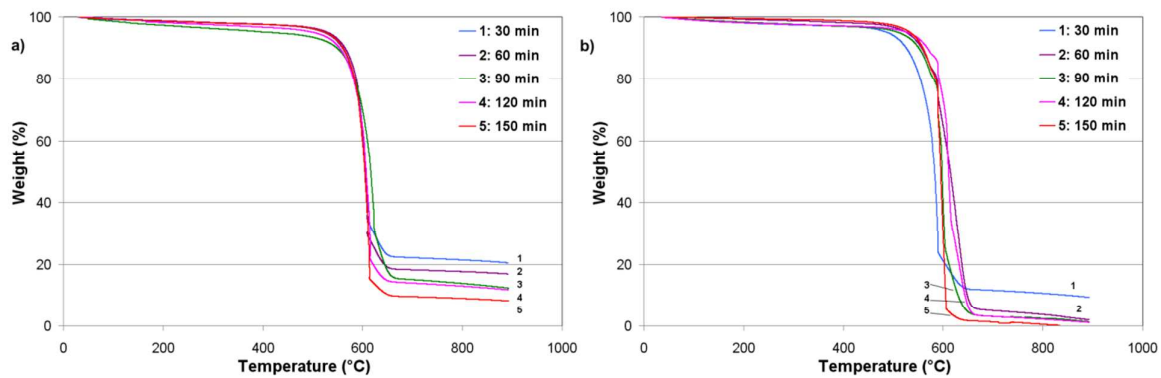 a)
100
80
60
40
20
0
Weight (%)
0 200 400 600 800 1000
Temperature (°C)
1: 30 min
2: 60 min
3: 90 min
4: 120 min
5: 150 min
1
2
3
4
5
b)
100
80
60
40
20
0
Weight (%)
0 200 400 600 800 1000
Temperature (°C)
1: 30 min
2: 60 min
3: 90 min
4: 120 min
5: 150 min
3
4
5
1
2